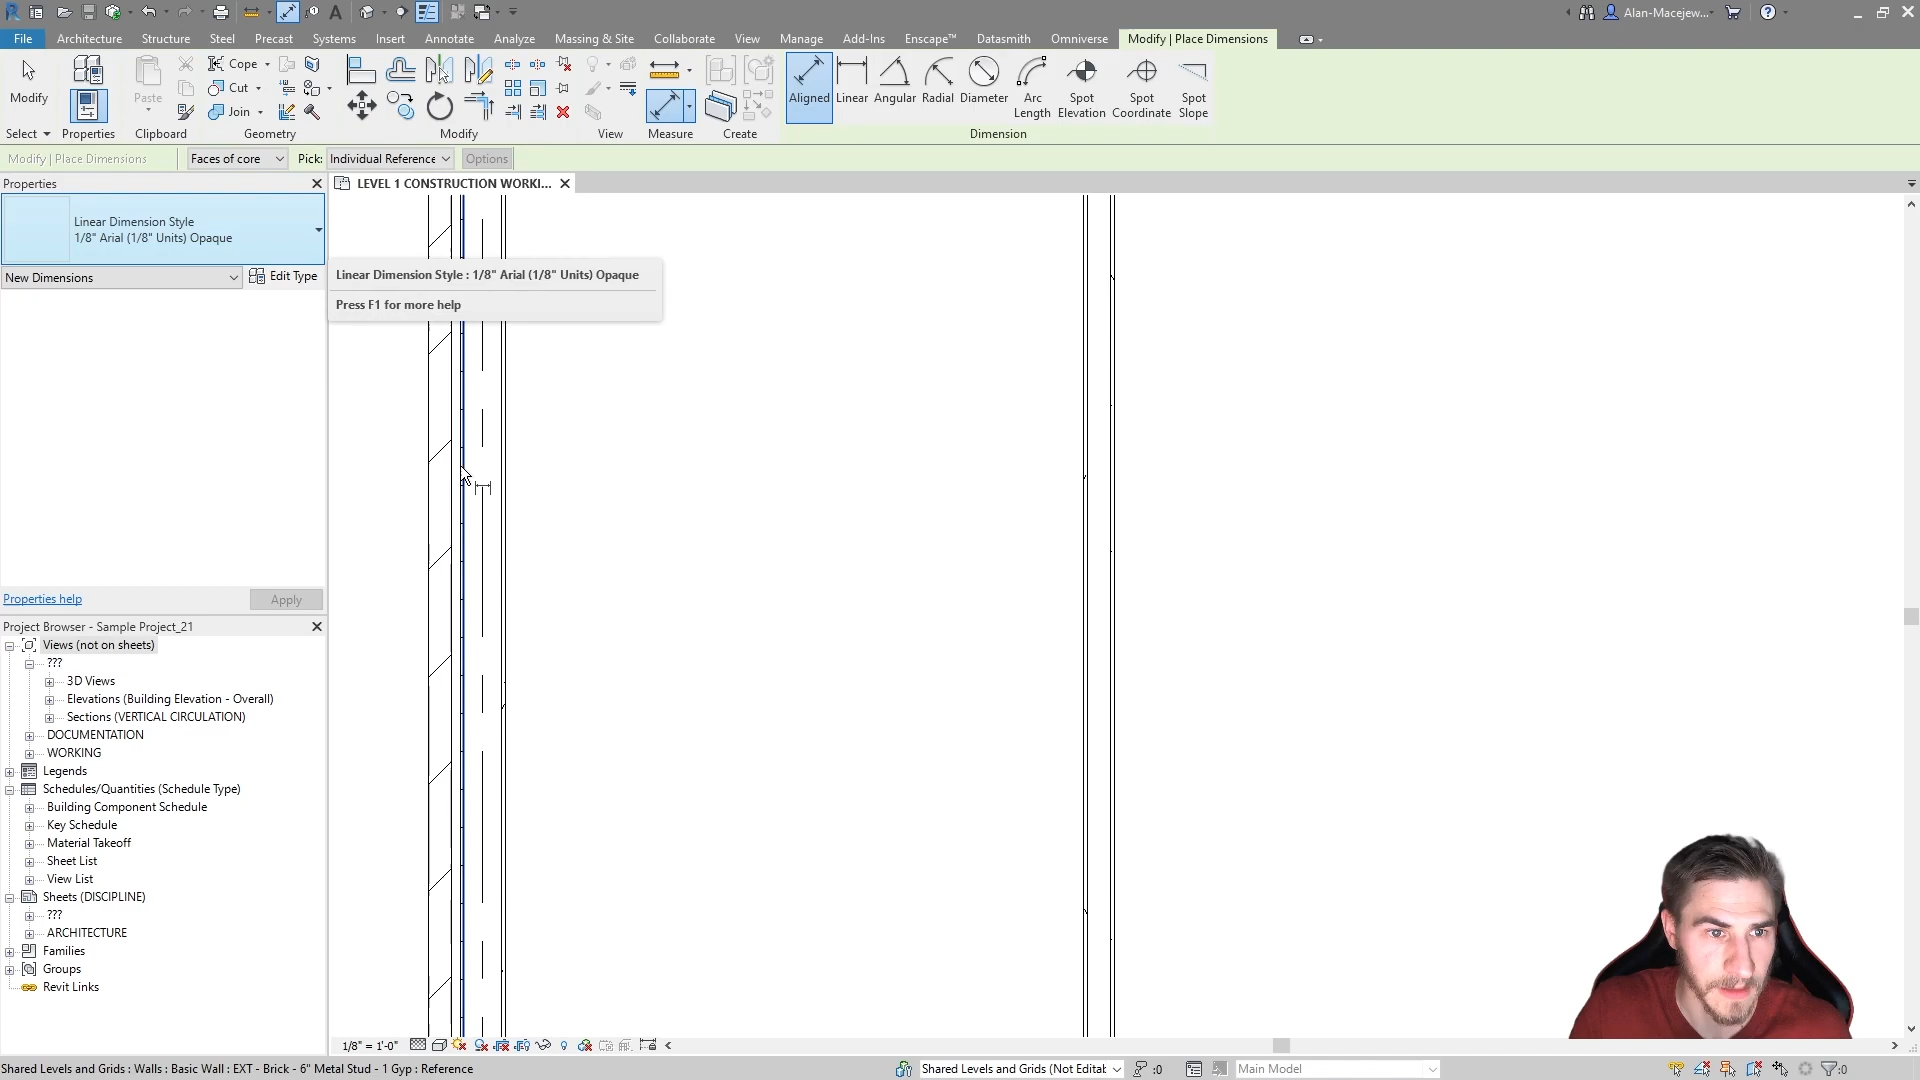 Alan-Macejew...
File Architecture Structure Steel Precast Systems Insert Annotate Analyze Massing & Site Collaborate View Manage Add-Ins Enscape™ Datasmith Omniverse Modify | Place Dimensions
Modify
Paste
Cope
Cut
Join
Aligned Linear Angular Radial Diameter Arc Length Spot Elevation Spot Coordinate Spot Slope
Select Properties Clipboard Geometry Modify View Measure Create Dimension
Modify | Place Dimensions Faces of core Pick: Individual Reference Options
Properties
LEVEL 1 CONSTRUCTION WORKI...
Linear Dimension Style
1/8" Arial (1/8" Units) Opaque
New Dimensions Edit Type
Linear Dimension Style : 1/8" Arial (1/8" Units) Opaque
Press F1 for more help
Properties help Apply
Project Browser - Sample Project_21
Views (not on sheets)
???
3D Views
Elevations (Building Elevation - Overall)
Sections (VERTICAL CIRCULATION)
DOCUMENTATION
WORKING
Legends
Schedules/Quantities (Schedule Type)
Building Component Schedule
Key Schedule
Material Takeoff
Sheet List
View List
Sheets (DISCIPLINE)
???
ARCHITECTURE
Families
Groups
Revit Links
1/8" = 1'-0"
Shared Levels and Grids : Walls : Basic Wall : EXT - Brick - 6" Metal Stud - 1 Gyp : Reference
Shared Levels and Grids (Not Editab :0 Main Model :0